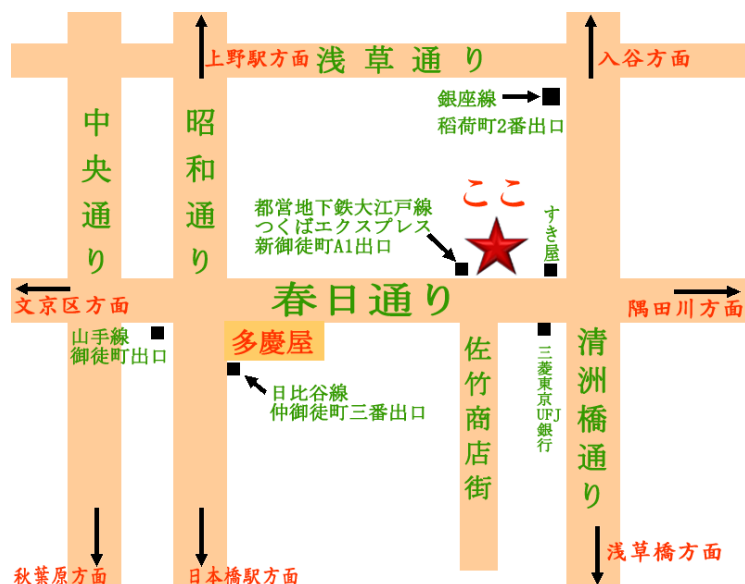 上野駅方面
浅草通り
入谷方面
銀座線
稲荷町2番出口
中央通り
昭和通り
ここ
都営地下鉄大江戸線
つくばエクスプレス
新御徒町A1出口
すき屋
春日通り
文京区方面
隅田川方面
山手線
御徒町出口
多慶屋
日比谷線
仲御徒町三番出口
佐竹商店街
三菱東京UFJ銀行
清洲橋通り
秋葉原方面
日本橋駅方面
浅草橋方面